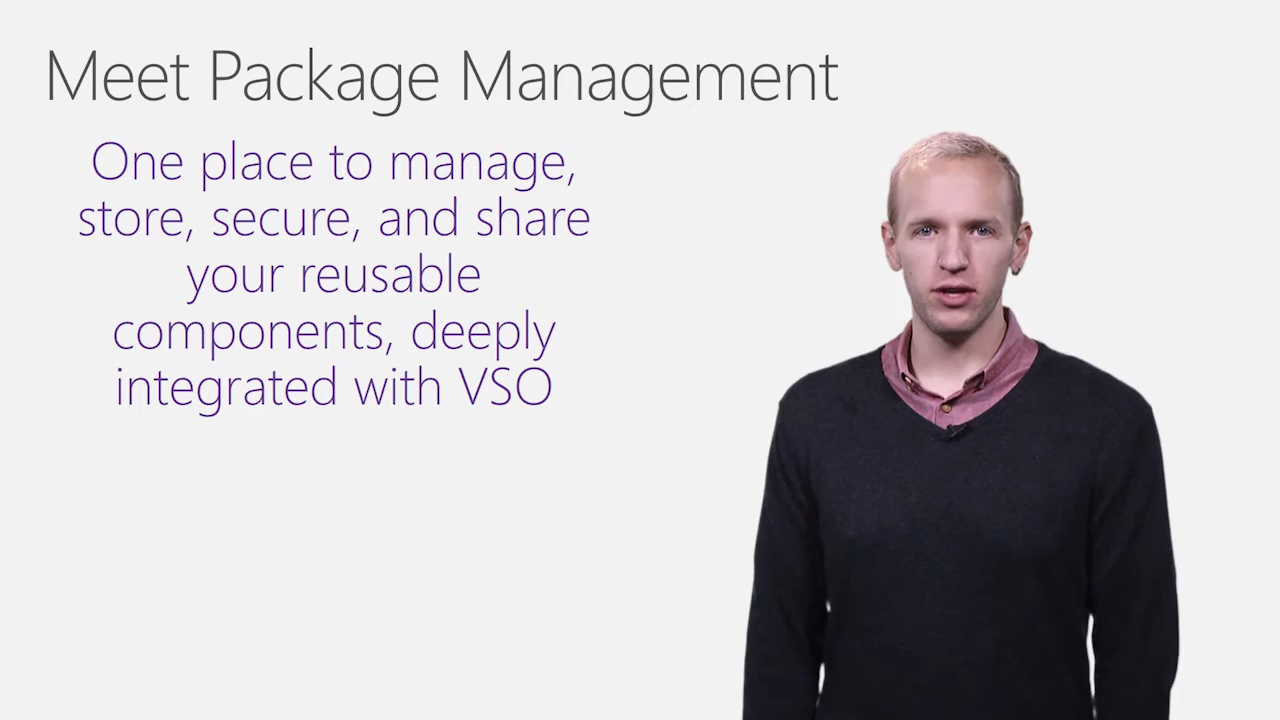 Meet Package Management
One place to manage,
store, secure, and share
your reusable
components, deeply
integrated with VSO